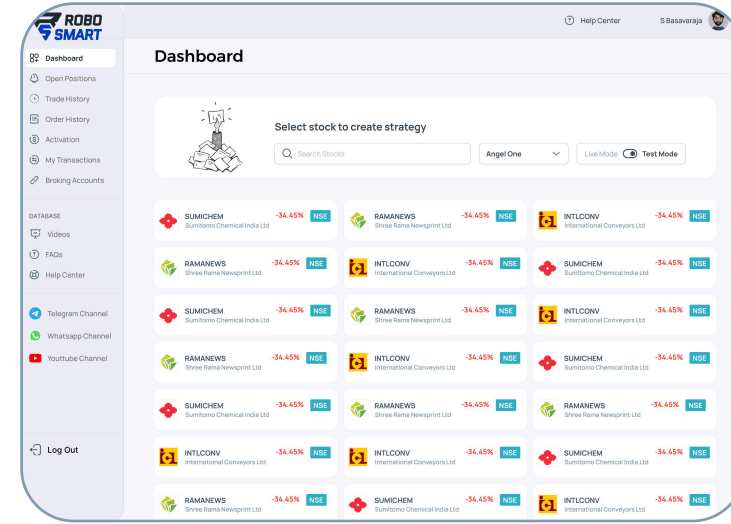 ROBO
SMART
Help Center
S Basavaraja
Dashboard
Open Positions
Trade History
Order History
Activation
My Transactions
Broking Accounts
DATABASE
Videos
FAQs
Help Center
Telegram Channel
Whatsapp Channel
Youttube Channel
Log Out
Dashboard
Select stock to create strategy
Search Stocks
Angel One
Live Mode Test Mode
SUMICHEM -34.45% NSE
Sumitomo Chemical India Ltd
RAMANEWS -34.45% NSE
Shree Rama Newsprint Ltd
INTLCONV -34.45% NSE
International Conveyors Ltd
RAMANEWS -34.45% NSE
Shree Rama Newsprint Ltd
INTLCONV -34.45% NSE
International Conveyors Ltd
SUMICHEM -34.45% NSE
Sumitomo Chemical India Ltd
SUMICHEM -34.45% NSE
Sumitomo Chemical India Ltd
RAMANEWS -34.45% NSE
Shree Rama Newsprint Ltd
INTLCONV -34.45% NSE
International Conveyors Ltd
RAMANEWS -34.45% NSE
Shree Rama Newsprint Ltd
INTLCONV -34.45% NSE
International Conveyors Ltd
SUMICHEM -34.45% NSE
Sumitomo Chemical India Ltd
SUMICHEM -34.45% NSE
Sumitomo Chemical India Ltd
RAMANEWS -34.45% NSE
Shree Rama Newsprint Ltd
RAMANEWS -34.45% NSE
Shree Rama Newsprint Ltd
INTLCONV -34.45% NSE
International Conveyors Ltd
INTLCONV -34.45% NSE
International Conveyors Ltd
SUMICHEM -34.45% NSE
Sumitomo Chemical India Ltd
RAMANEWS -34.45% NSE
Shree Rama Newsprint Ltd
SUMICHEM -34.45% NSE
Sumitomo Chemical India Ltd
INTLCONV -34.45% NSE
International Conveyors Ltd